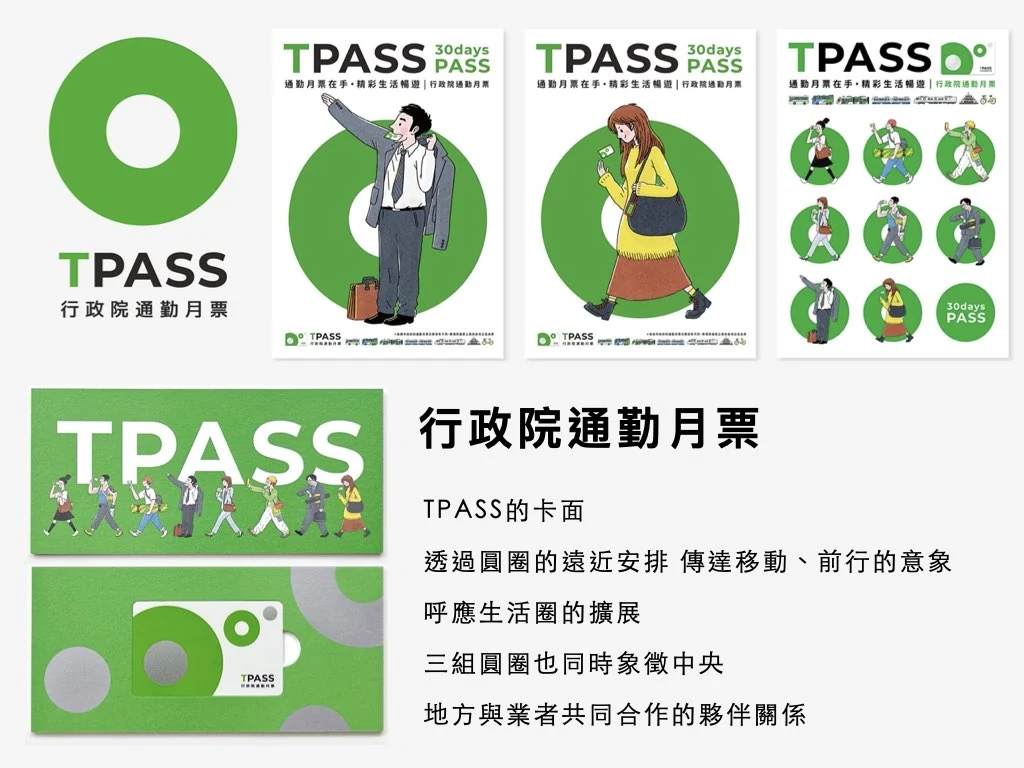 TPASS
行政院通勤月票
TPASS 30days PASS
通勤月票在手・精彩生活暢遊|行政院通勤月票
TPASS
行政院通勤月票
TPASS 30days PASS
通勤月票在手・精彩生活暢遊|行政院通勤月票
TPASS
行政院通勤月票
TPASS
通勤月票在手・精彩生活暢遊|行政院通勤月票
30days
PASS
TPASS
TPASS
行政院通勤月票
行政院通勤月票
TPASS的卡面
透過圓圈的遠近安排 傳達移動、前行的意象
呼應生活圈的擴展
三組圓圈也同時象徵中央
地方與業者共同合作的夥伴關係